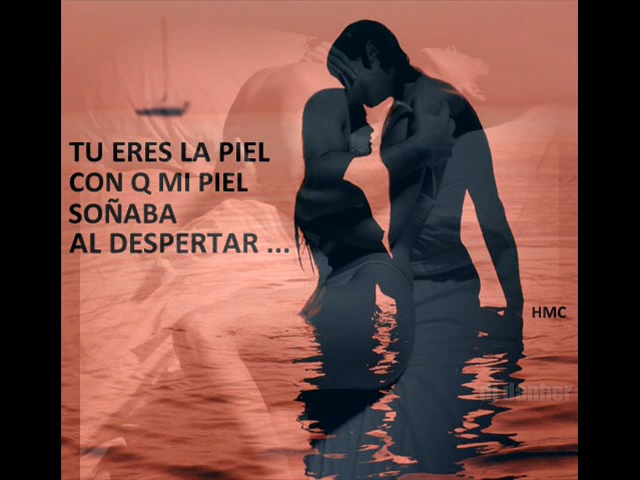 TU ERES LA PIEL
CON Q MI PIEL
SOÑABA
AL DESPERTAR ...
HMC